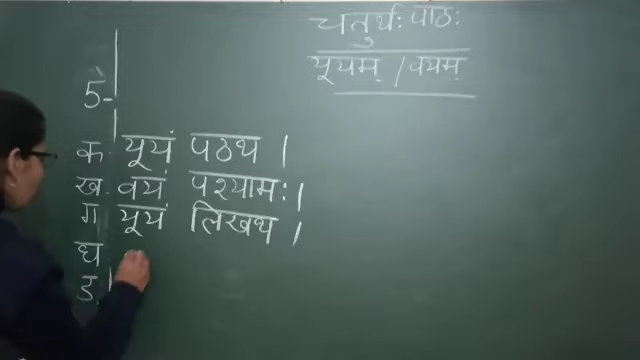 चतुर्थः पाठः
यूयम् / वयम्
5-
क यूयं पठथ ।
ख. वयं पश्यामः।
ग यूयं लिखथ ।
घ
ङ.